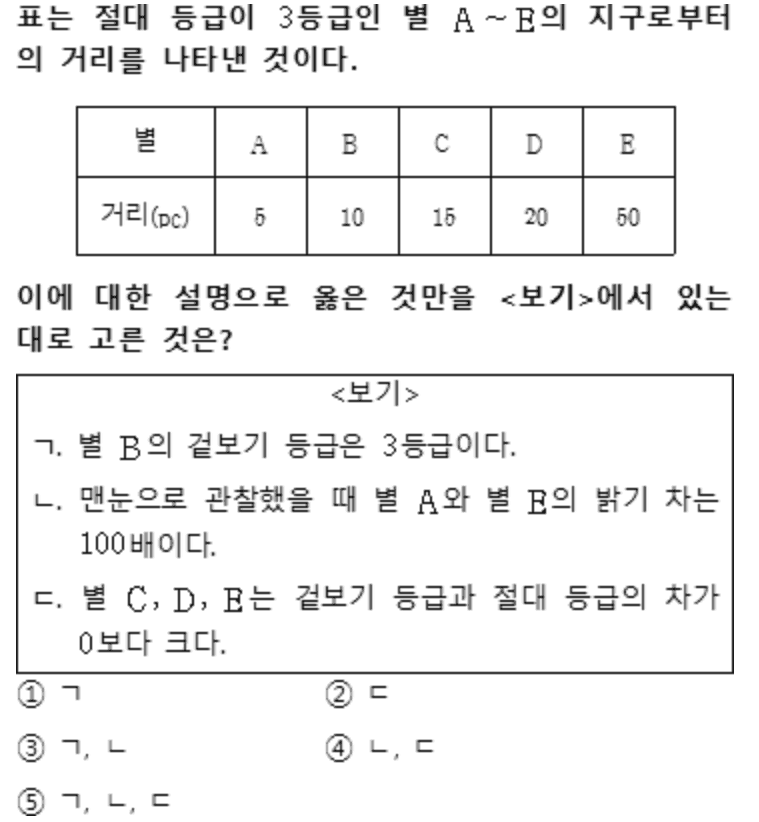 표는 절대 등급이 3등급인 별 A ~ E의 지구로부터
의 거리를 나타낸 것이다.
별 A B C D E
거리(pc) 5 10 15 20 50
이에 대한 설명으로 옳은 것만을 <보기>에서 있는
대로 고른 것은?
<보기>
ㄱ. 별 B의 겉보기 등급은 3등급이다.
ㄴ. 맨눈으로 관찰했을 때 별 A와 별 E의 밝기 차는
100배이다.
ㄷ. 별 C, D, E는 겉보기 등급과 절대 등급의 차가
0보다 크다.
① ㄱ ② ㄷ
③ ㄱ, ㄴ ④ ㄴ, ㄷ
⑤ ㄱ, ㄴ, ㄷ